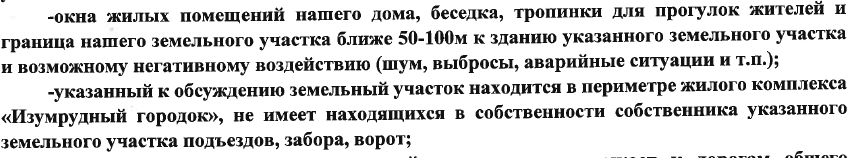 -окна жилых помещений нашего дома, беседка, тропинки для прогулок жителей и
граница нашего земельного участка ближе 50-100м к зданию указанного земельного участка
и возможному негативному воздействию (шум, выбросы, аварийные ситуации и т.п.);
-указанный к обсуждению земельный участок находится в периметре жилого комплекса
«Изумрудный городок», не имеет находящихся в собственности собственника указанного
земельного участка подъездов, забора, ворот;